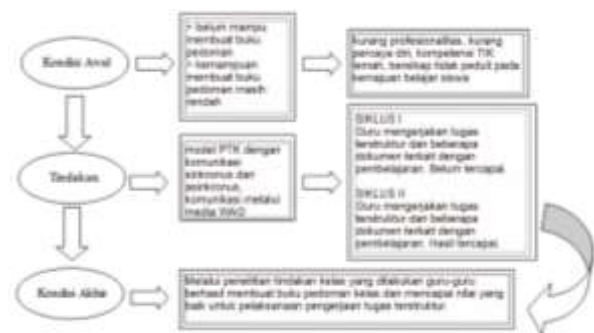 Kondisi Awal
> belum mampu
membuat buku
pedoman
> kemampuan
membuat buku
pedoman masih
rendah
kurang profesionalitas, kurang
percaya diri, kompetensi TIK
lemah, bersikap tidak peduli pada
kemajuan belajar siswa
Tindakan
model PTK dengan
komunikasi
sinkronus dan
asinkronus,
komunikasi melalui
media WAG
SIKLUS I
Guru mengerjakan tugas
terstruktur dan beberapa
dokumen terkait dengan
pembelajaran. Belum tercapai.
SIKLUS II
Guru mengerjakan tugas
terstruktur dan beberapa
dokumen terkait dengan
pembelajaran. Hasil tercapai.
Kondisi Akhir
Melalui penelitian tindakan kelas yang dilakukan guru-guru
berhasil membuat buku pedoman kelas dan mencapai nilai yang
baik untuk pelaksanaan pengerjaan tugas terstruktur